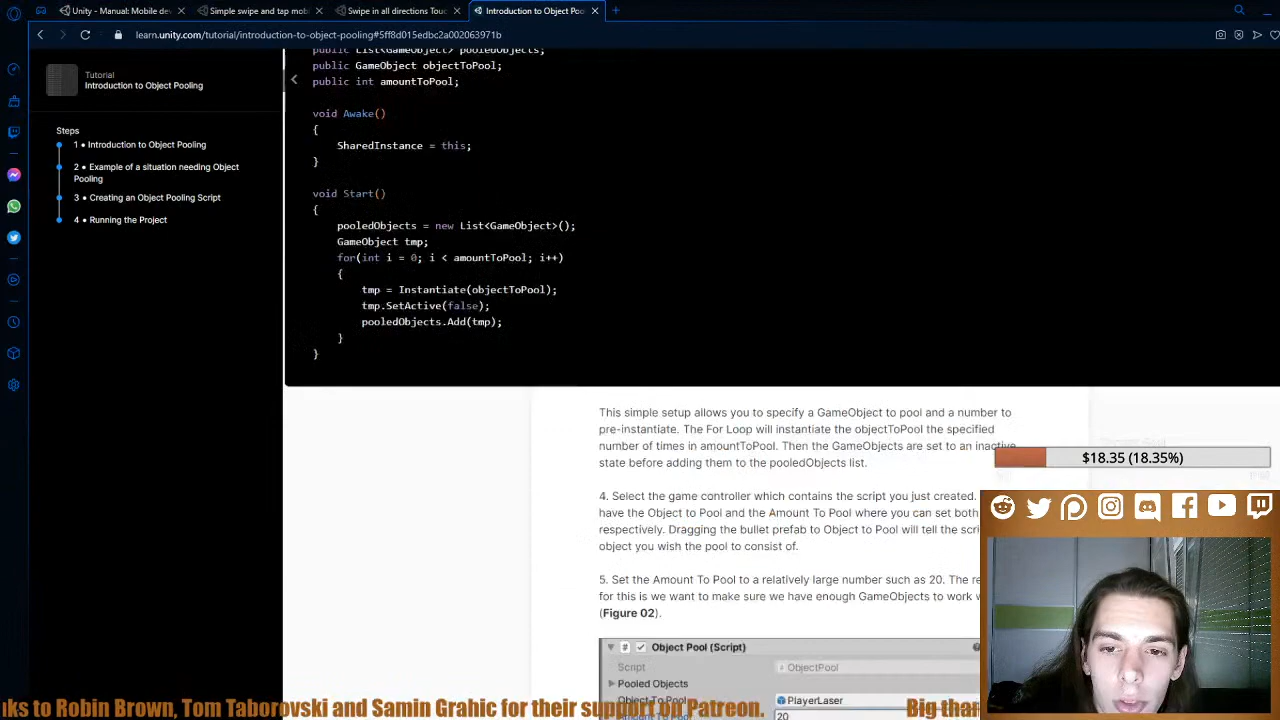 Unity - Manual: Mobile dev
Simple swipe and tap mob
Swipe in all directions Touc
Introduction to Object Poo
learn.unity.com/tutorial/introduction-to-object-pooling#5ff8d015edbc2a002063971b
Tutorial
Introduction to Object Pooling
Steps
1 • Introduction to Object Pooling
2 • Example of a situation needing Object
Pooling
3 • Creating an Object Pooling Script
4 • Running the Project
public List<GameObject> pooledObjects;
public GameObject objectToPool;
public int amountToPool;
void Awake()
{
SharedInstance = this;
}
void Start()
{
pooledObjects = new List<GameObject>();
GameObject tmp;
for(int i = 0; i < amountToPool; i++)
{
tmp = Instantiate(objectToPool);
tmp.SetActive(false);
pooledObjects.Add(tmp);
}
}
This simple setup allows you to specify a GameObject to pool and a number to
pre-instantiate. The For Loop will instantiate the objectToPool the specified
number of times in amountToPool. Then the GameObjects are set to an inactive
state before adding them to the pooledObjects list.
4. Select the game controller which contains the script you just created.
have the Object to Pool and the Amount To Pool where you can set both
respectively. Dragging the bullet prefab to Object to Pool will tell the scri
object you wish the pool to consist of.
5. Set the Amount To Pool to a relatively large number such as 20. The re
for this is we want to make sure we have enough GameObjects to work w
(Figure 02).
Object Pool (Script)
Script
ObjectPool
Pooled Objects
Object To Pool
PlayerLaser
20
$18.35 (18.35%)
nks to Robin Brown, Tom Taborovski and Samin Grahic for their support on Patreon.
Big than